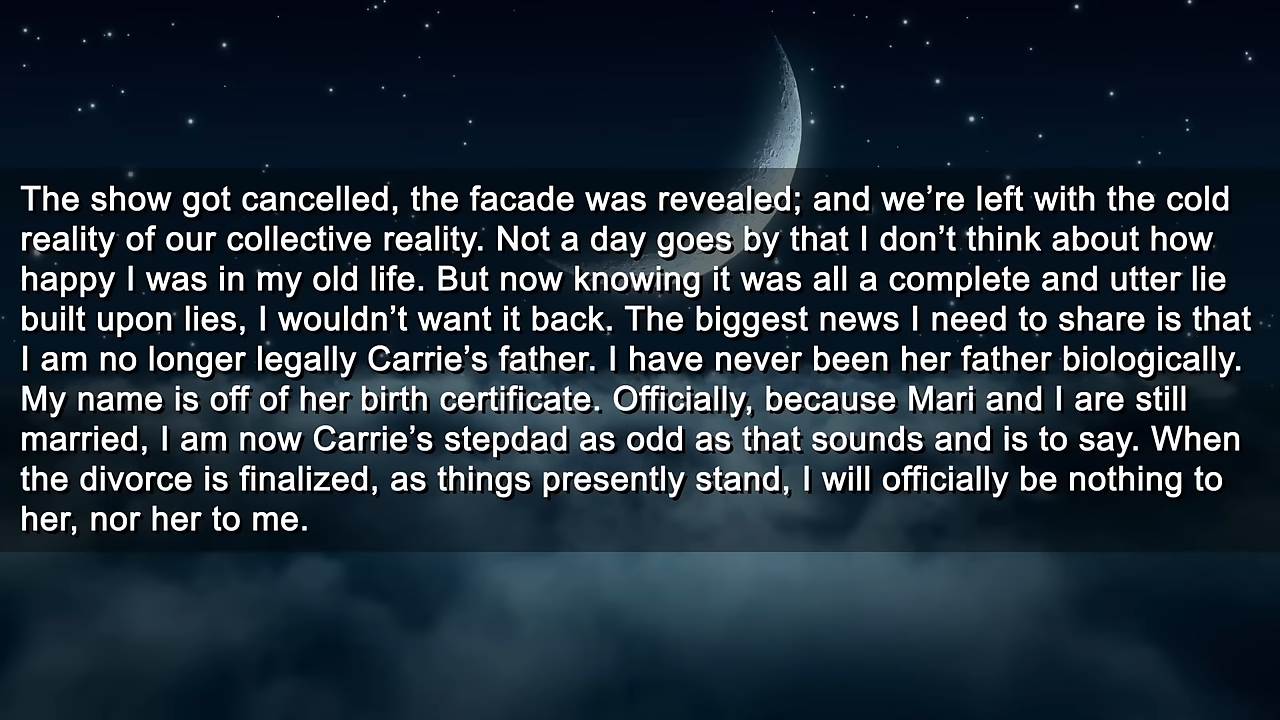 The show got cancelled, the facade was revealed; and we’re left with the cold
reality of our collective reality. Not a day goes by that I don’t think about how
happy I was in my old life. But now knowing it was all a complete and utter lie
built upon lies, I wouldn’t want it back. The biggest news I need to share is that
I am no longer legally Carrie’s father. I have never been her father biologically.
My name is off of her birth certificate. Officially, because Mari and I are still
married, I am now Carrie’s stepdad as odd as that sounds and is to say. When
the divorce is finalized, as things presently stand, I will officially be nothing to
her, nor her to me.